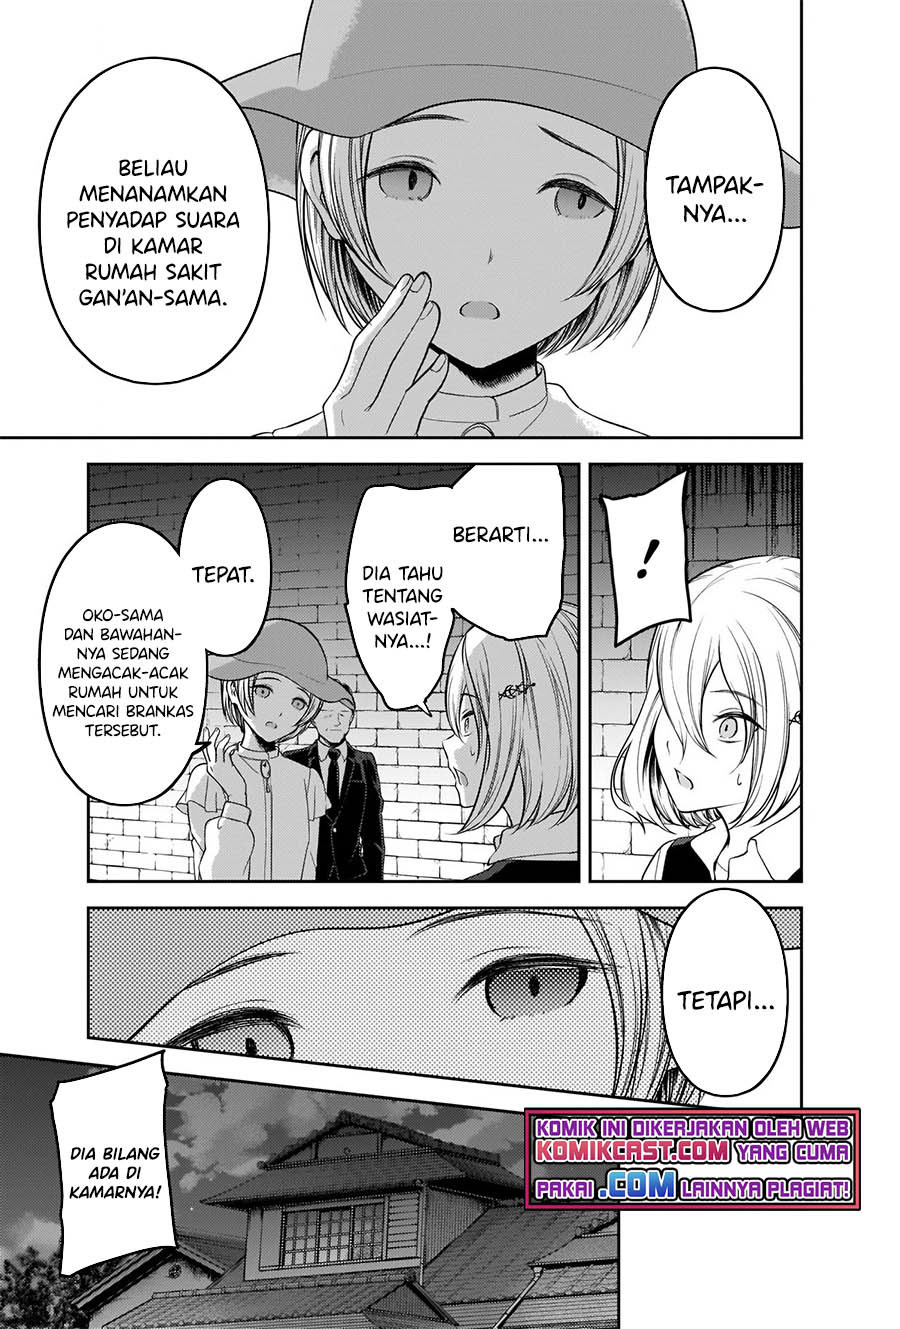 TAMPAK-
NYA...
BELIAU
MENANAMKAN
PENYADAP SUARA
DI KAMAR
RUMAH SAKIT
GAN'AN-SAMA.
!
BERARTI...
DIA TAHU
TENTANG
WASIAT-
NYA...!
TEPAT.
OKO-SAMA
DAN BAWAHAN-
NYA SEDANG
MENGACAK-ACAK
RUMAH UNTUK
MENCARI BRANKAS
TERSEBUT.
TETAPI...
DIA BILANG
ADA DI
KAMARNYA!
KOMIK INI DIKERJAKAN OLEH WEB
KOMIKCAST.COM YANG CUMA
PAKAI .COM LAINNYA PLAGIAT!